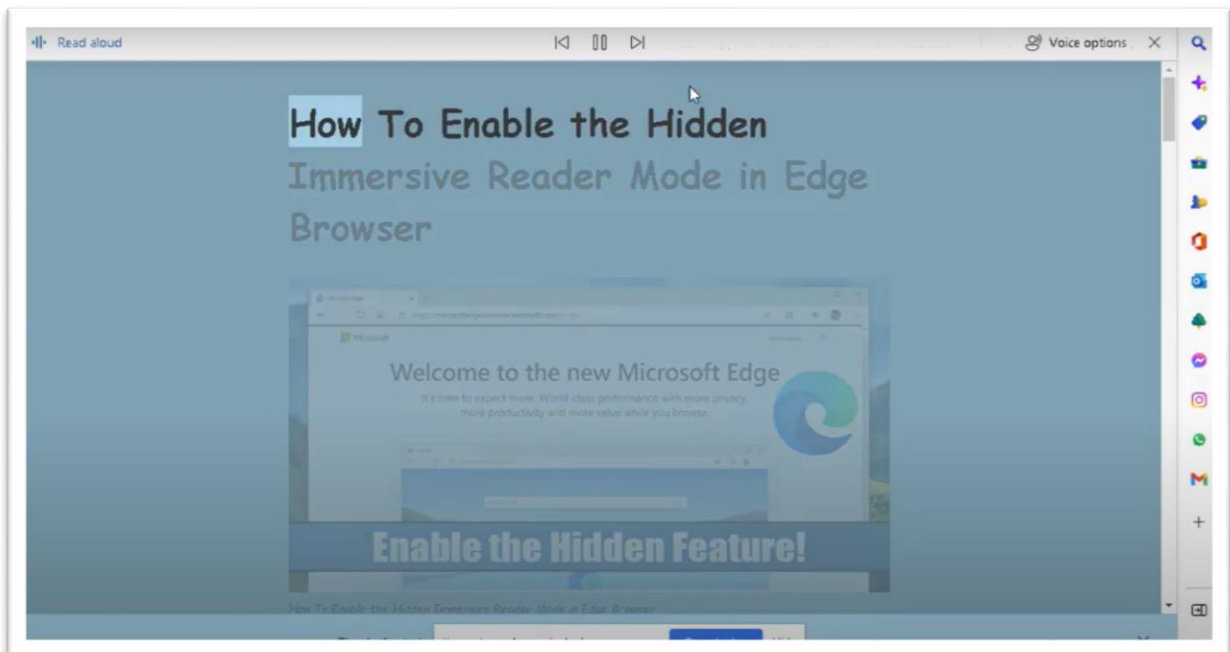 Read aloud
Voice options
How To Enable the Hidden
Immersive Reader Mode in Edge
Browser
Microsoft
Welcome to the new Microsoft Edge
It's time to expect more. World-class performance with more privacy,
more productivity and more value while you browse.
Enable the Hidden Feature!
How To Enable the Hidden Immersive Reader Mode in Edge Browser